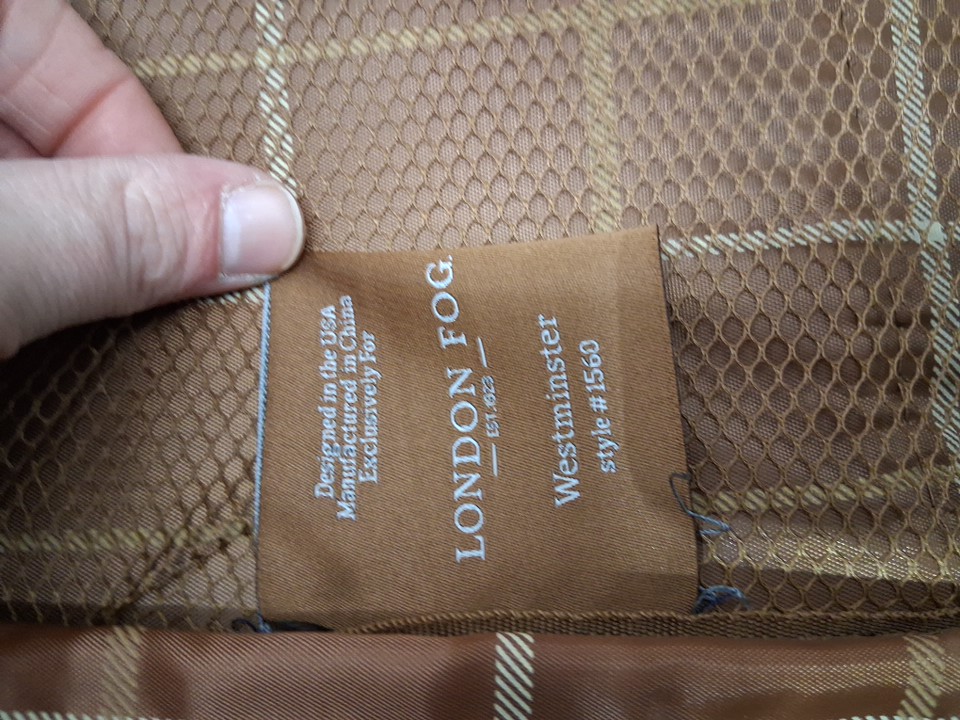 Designed in the USA
Manufactured in China
Exclusively For
LONDON FOG.
EST. 1923
Westminster
style #1560